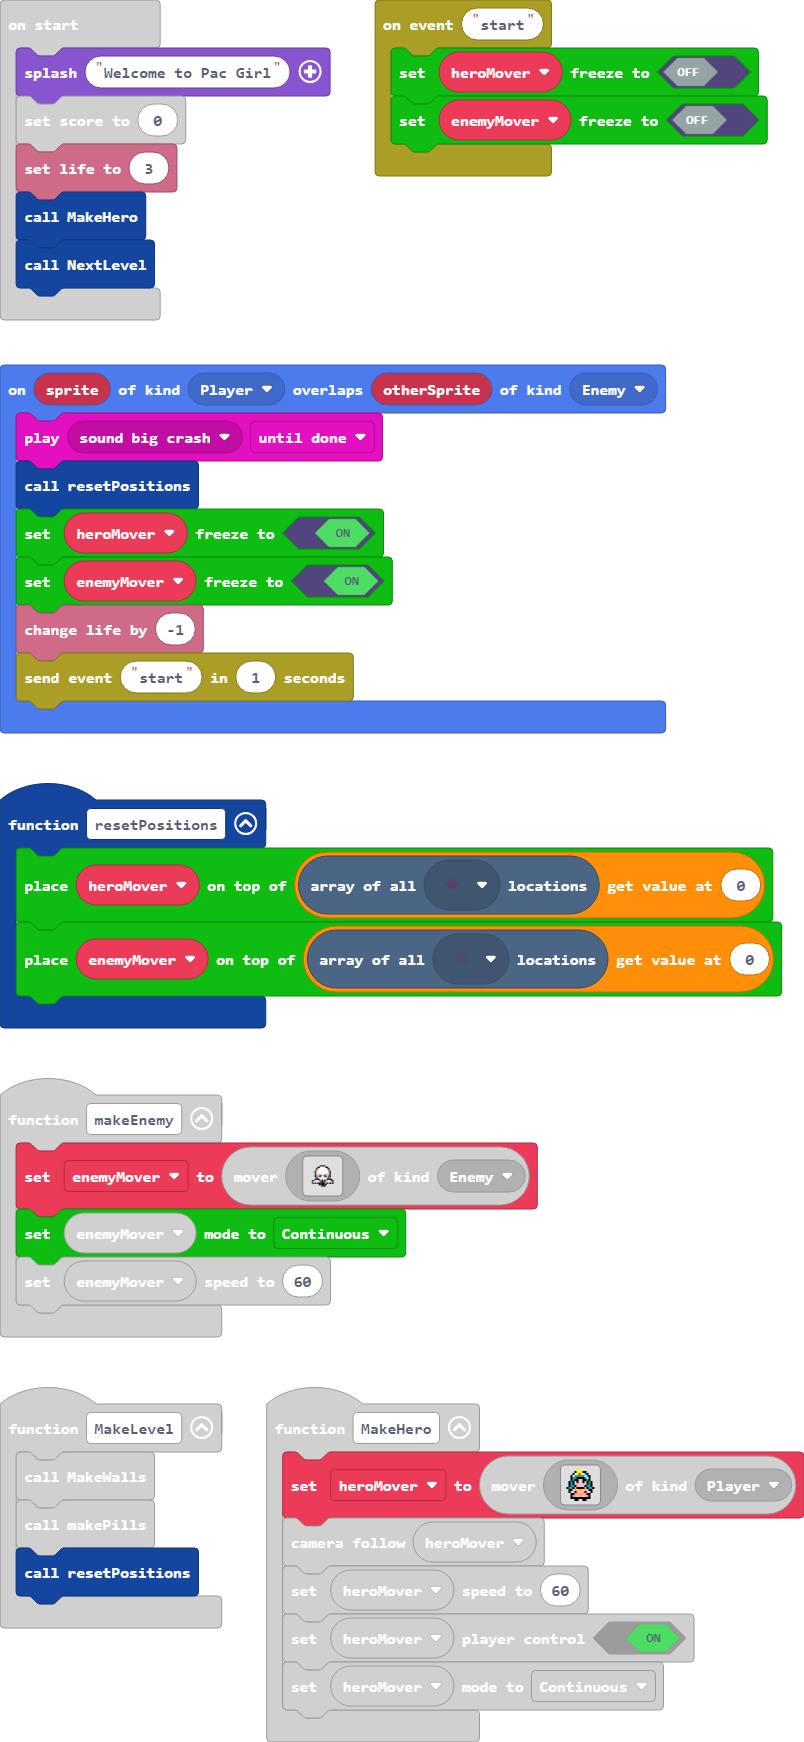 on start
splash "Welcome to Pac Girl"
set score to 0
set life to 3
call MakeHero
call NextLevel
on event "start"
set heroMover freeze to OFF
set enemyMover freeze to OFF
on sprite of kind Player overlaps otherSprite of kind Enemy
play sound big crash until done
call resetPositions
set heroMover freeze to ON
set enemyMover freeze to ON
change life by -1
send event "start" in 1 seconds
function resetPositions
place heroMover on top of array of all locations get value at 0
place enemyMover on top of array of all locations get value at 0
function makeEnemy
set enemyMover to mover of kind Enemy
set enemyMover mode to Continuous
set enemyMover speed to 60
function MakeLevel
call MakeWalls
call makePills
call resetPositions
function MakeHero
set heroMover to mover of kind Player
camera follow heroMover
set heroMover speed to 60
set heroMover player control ON
set heroMover mode to Continuous